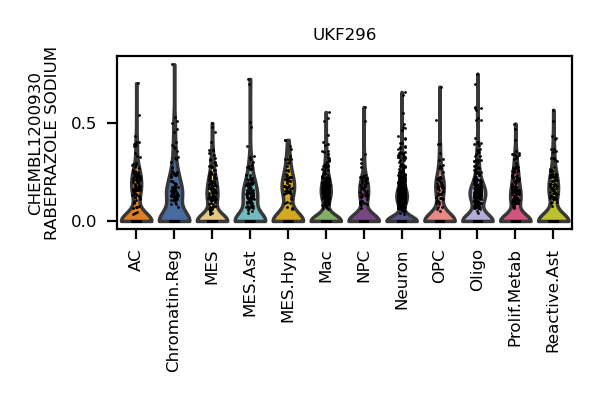 UKF296
CHEMBL1200930
RABEPRAZOLE SODIUM
0.5
0.0
AC
Chromatin.Reg
MES
MES.Ast
MES.Hyp
Mac
NPC
Neuron
OPC
Oligo
Prolif.Metab
Reactive.Ast